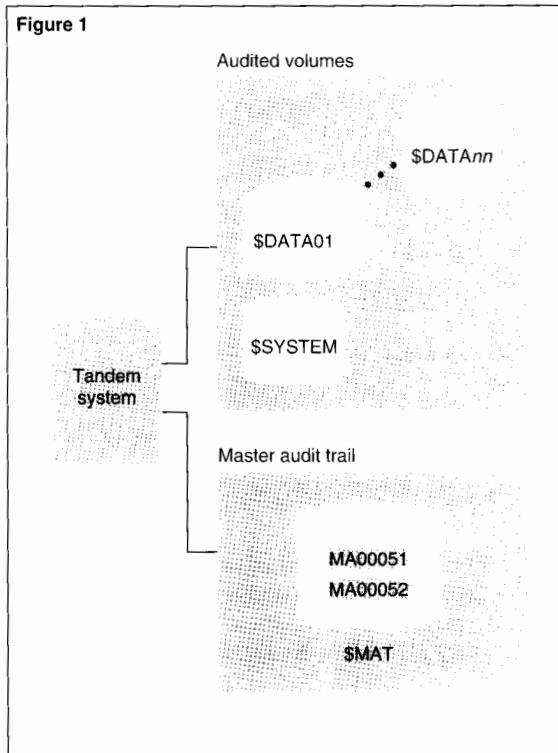 Figure 1
Audited volumes
$DATAnn
$DATA01
$SYSTEM
Tandem
system
Master audit trail
MA00051
MA00052
$MAT